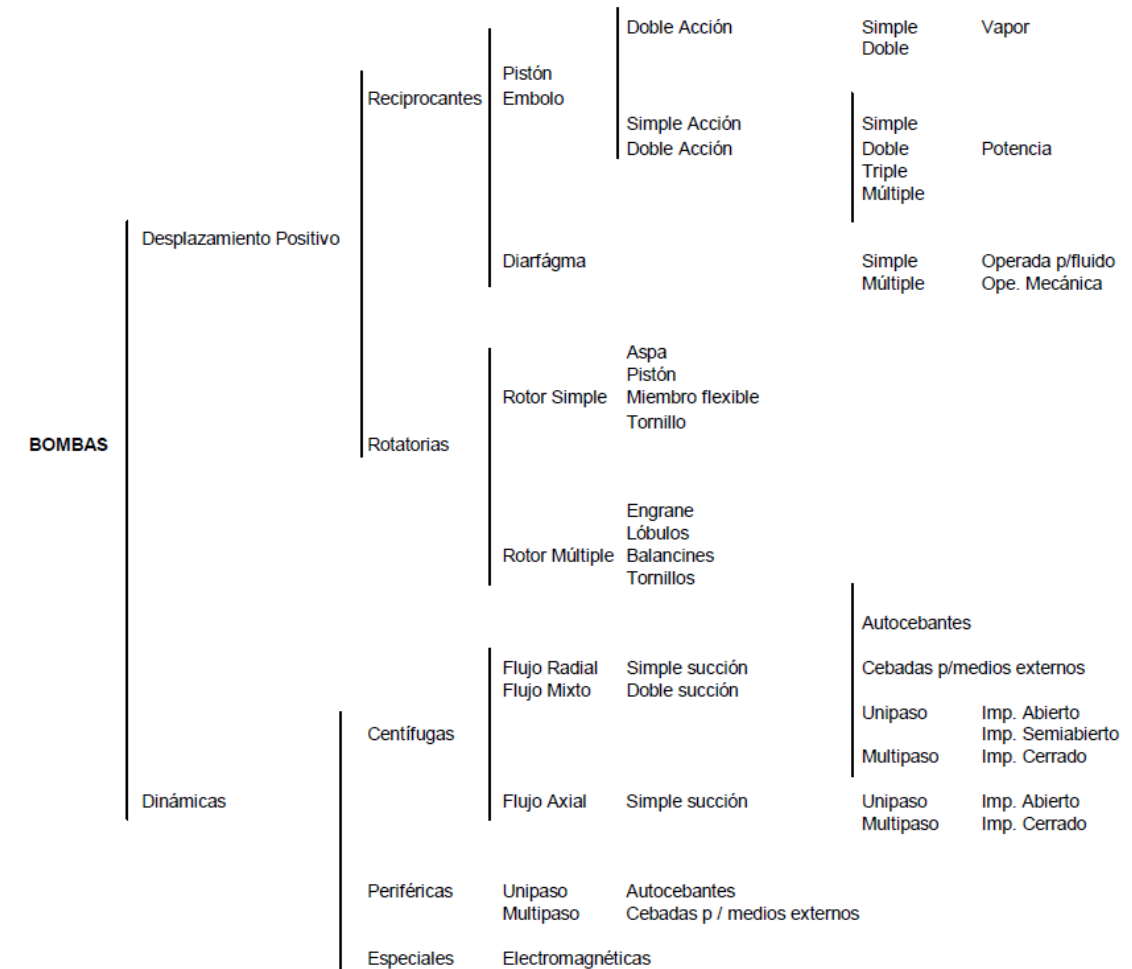 Doble Acción Simple Vapor
Doble
Pistón
Reciprocantes Embolo
Simple Acción Simple
Doble Acción Doble Potencia
Triple
Múltiple
Desplazamiento Positivo
Diarfágma Simple Operada p/fluido
Múltiple Ope. Mecánica
Aspa
Pistón
Rotor Simple Miembro flexible
Tornillo
BOMBAS Rotatorias
Engrane
Lóbulos
Rotor Múltiple Balancines
Tornillos
Autocebantes
Flujo Radial Simple succión Cebadas p/medios externos
Flujo Mixto Doble succión
Unipaso Imp. Abierto
Centífugas Imp. Semiabierto
Multipaso Imp. Cerrado
Dinámicas Flujo Axial Simple succión Unipaso Imp. Abierto
Multipaso Imp. Cerrado
Periféricas Unipaso Autocebantes
Multipaso Cebadas p / medios externos
Especiales Electromagnéticas